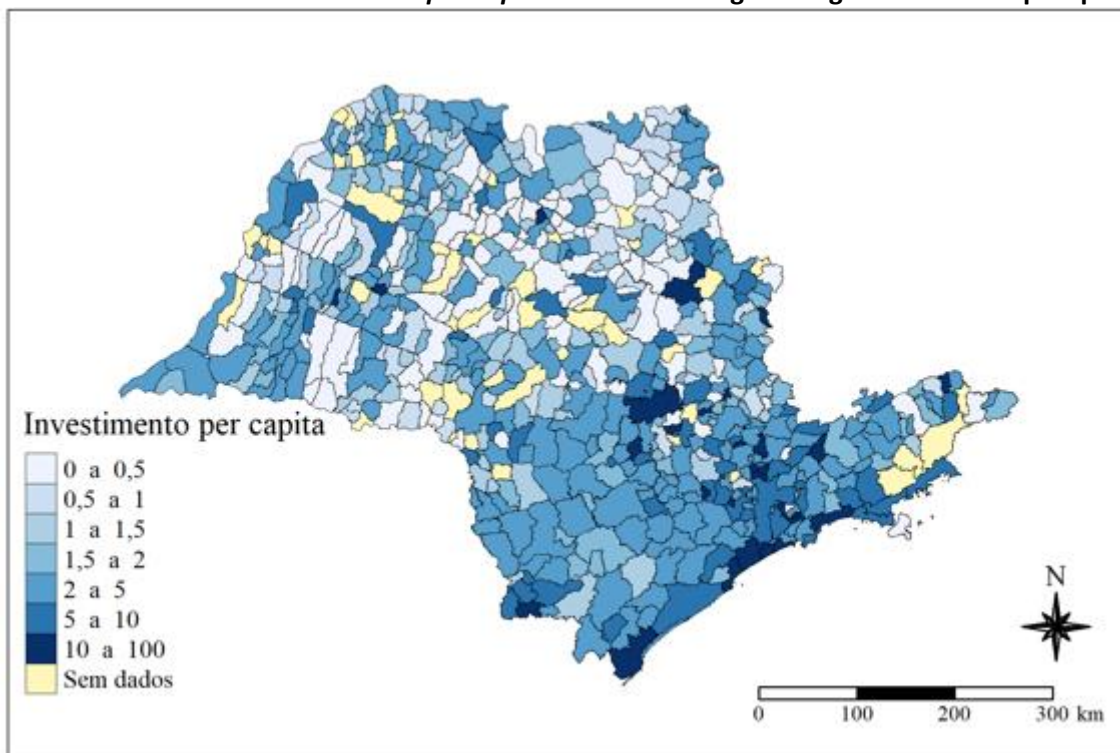 Investimento per capita
0 a 0,5
0,5 a 1
1 a 1,5
1,5 a 2
2 a 5
5 a 10
10 a 100
Sem dados
N
0 100 200 300 km